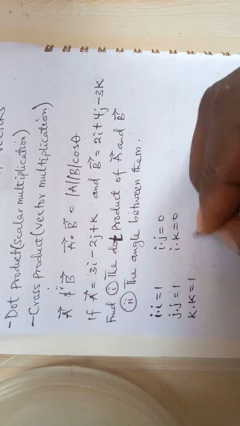 - Dot Product (scalar multiplication)
- Cross Product (vector multiplication)
A⃗ & B⃗ A⃗·B⃗ = |A||B|cosθ
If A⃗ = 3i - 2j + k and B⃗ = 2i + 4j - 3k
Find (i) The dot product of A⃗ and B⃗
(ii) The angle between them.
i·i = 1 i·j = 0
j·j = 1 i·k = 0
k·k = 1